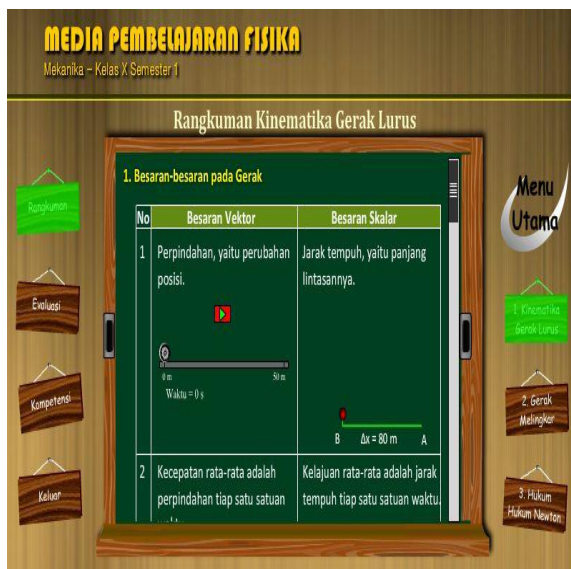 MEDIA PEMBELAJARAN FISIKA
Mekanika – Kelas X Semester 1
Rangkuman Kinematika Gerak Lurus
Rangkuman
Evaluasi
Kompetensi
Keluar
1. Besaran-besaran pada Gerak
No Besaran Vektor Besaran Skalar
1 Perpindahan, yaitu perubahan
posisi.
Jarak tempuh, yaitu panjang
lintasannya.
0 m 50 m
Waktu = 0 s
B Δx = 80 m A
2 Kecepatan rata-rata adalah
perpindahan tiap satu satuan
Kelajuan rata-rata adalah jarak
tempuh tiap satu satuan waktu.
Menu
Utama
1. Kinematika
Gerak Lurus
2. Gerak
Melingkar
3. Hukum
Hukum Newton